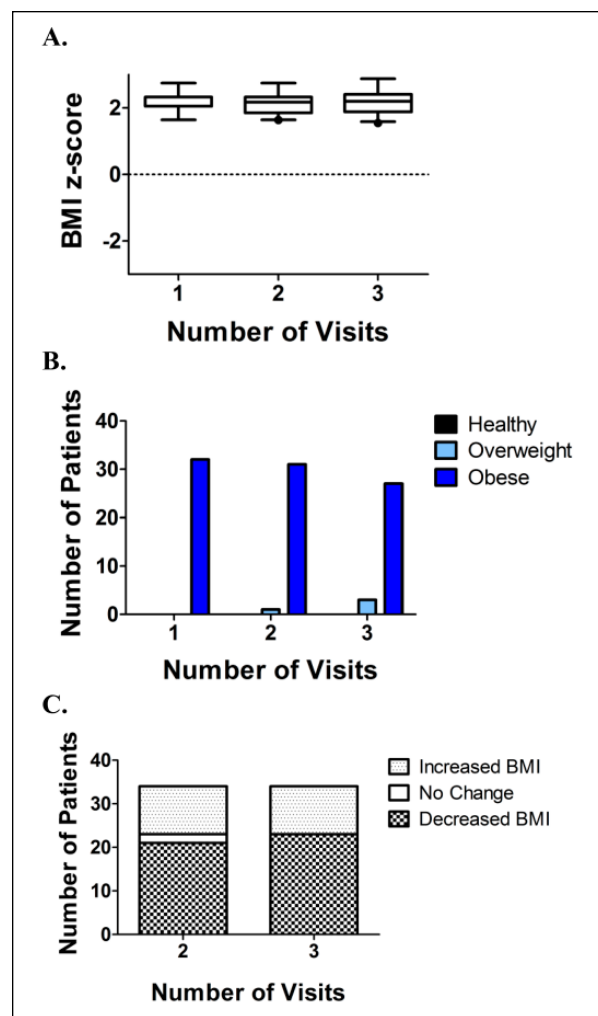 A.
BMI z-score
2
0
-2
1 2 3
Number of Visits
B.
Number of Patients
40
30
20
10
0
1 2 3
Number of Visits
Healthy
Overweight
Obese
C.
Number of Patients
40
30
20
10
0
2 3
Number of Visits
Increased BMI
No Change
Decreased BMI